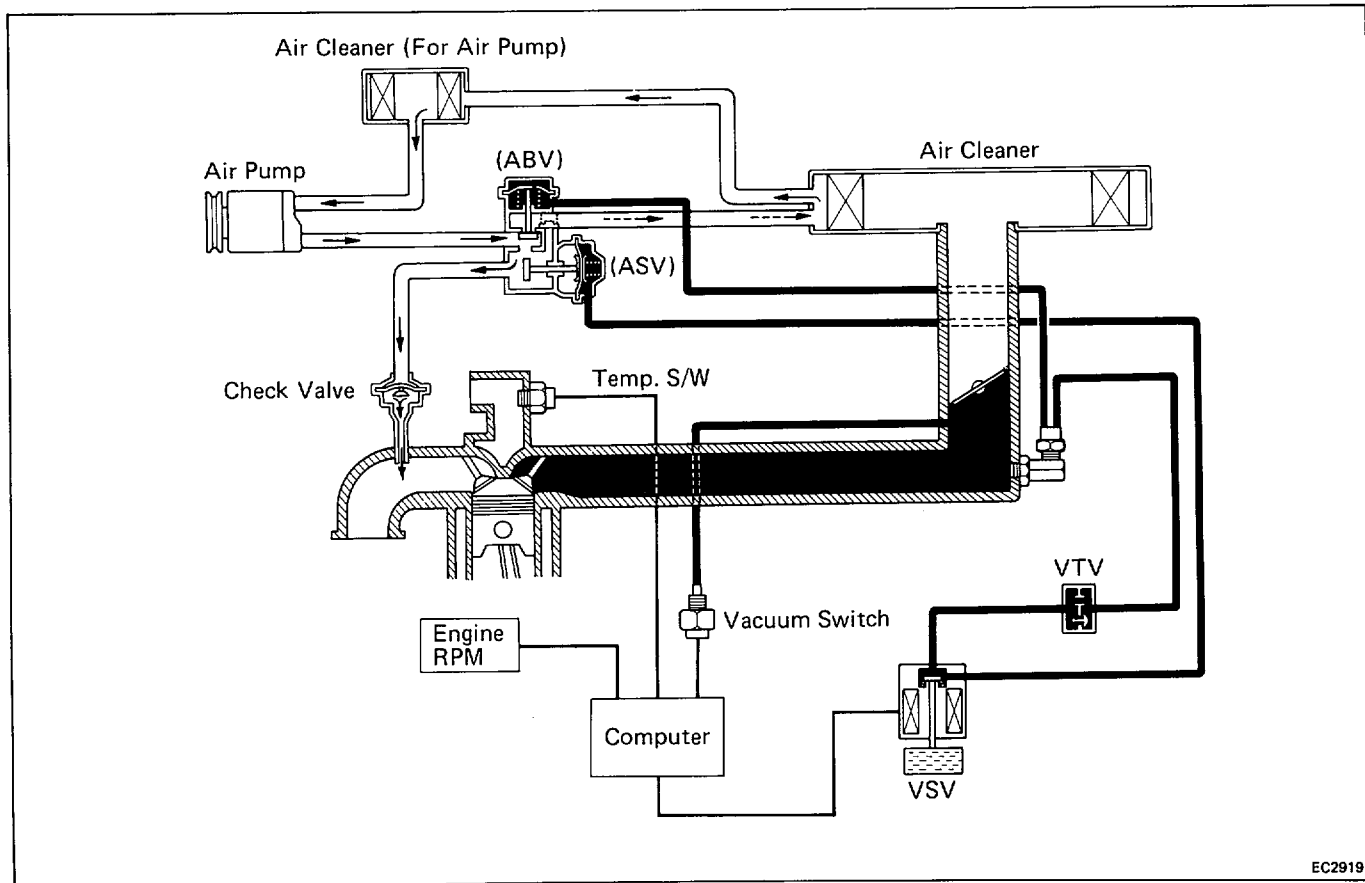 Air Cleaner (For Air Pump)
Air Pump
(ABV)
Air Cleaner
(ASV)
Check Valve
Temp. S/W
VTV
Vacuum Switch
Engine
RPM
Computer
VSV
EC2919